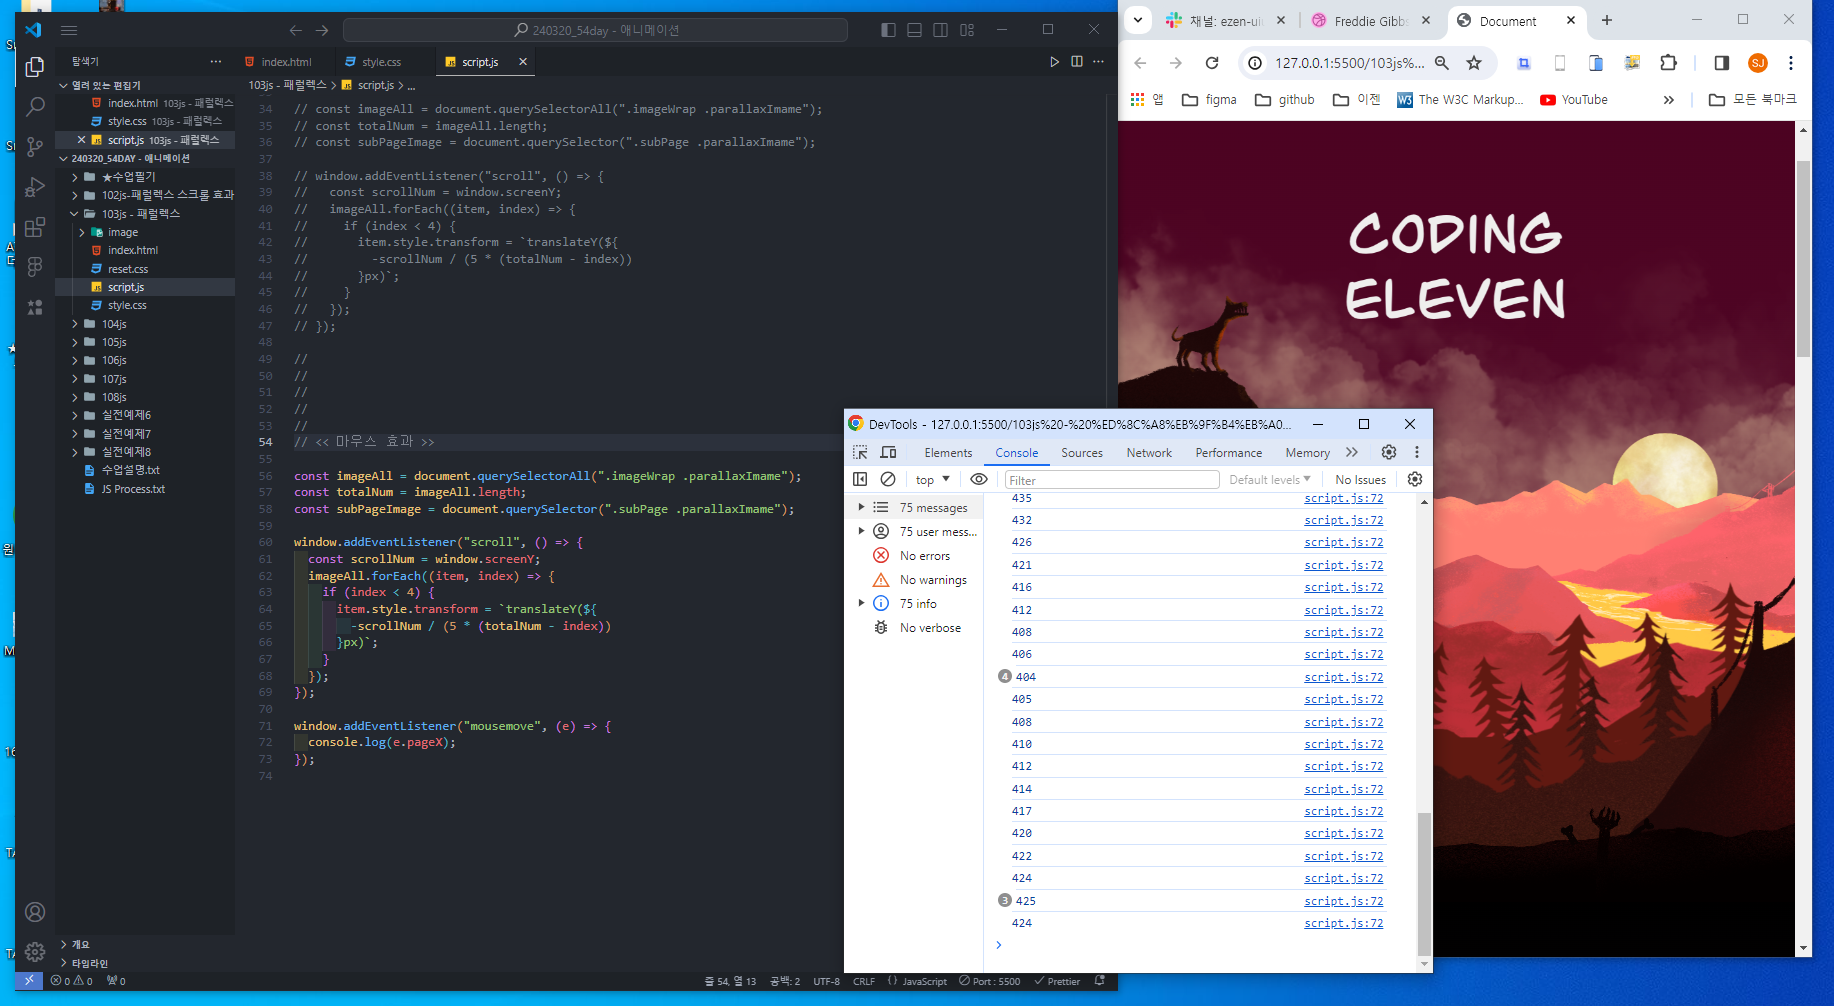 240320_54day - 애니메이션
탐색기
index.html
style.css
script.js
열려 있는 편집기
index.html 103js - 패럴렉스
style.css 103js - 패럴렉스
script.js 103js - 패럴렉스
240320_54DAY - 애니메이션
★수업필기
102js-패럴렉스 스크롤 효과
103js - 패럴렉스
image
index.html
reset.css
script.js
style.css
104js
105js
106js
107js
108js
실전예제6
실전예제7
실전예제8
수업설명.txt
JS Process.txt
개요
타임라인
103js - 패럴렉스 > script.js > ...
34 // const imageAll = document.querySelectorAll(".imageWrap .parallaxImame");
35 // const totalNum = imageAll.length;
36 // const subPageImage = document.querySelector(".subPage .parallaxImame");
37
38 // window.addEventListener("scroll", () => {
39 //   const scrollNum = window.screenY;
40 //   imageAll.forEach((item, index) => {
41 //     if (index < 4) {
42 //       item.style.transform = `translateY(${
43 //         -scrollNum / (5 * (totalNum - index))
44 //       }px)`;
45 //     }
46 //   });
47 // });
48
49 //
50 //
51 //
52 //
53 //
54 // << 마우스 효과 >>
55
56 const imageAll = document.querySelectorAll(".imageWrap .parallaxImame");
57 const totalNum = imageAll.length;
58 const subPageImage = document.querySelector(".subPage .parallaxImame");
59
60 window.addEventListener("scroll", () => {
61   const scrollNum = window.screenY;
62   imageAll.forEach((item, index) => {
63     if (index < 4) {
64       item.style.transform = `translateY(${
65         -scrollNum / (5 * (totalNum - index))
66       }px)`;
67     }
68   });
69 });
70
71 window.addEventListener("mousemove", (e) => {
72   console.log(e.pageX);
73 });
74
0 0 0
줄 54, 열 13 공백: 2 UTF-8 CRLF JavaScript Port : 5500 Prettier
채널: ezen-ui
Freddie Gibbs
Document
127.0.0.1:5500/103js%...
SJ
앱 figma github 이젠 The W3C Markup... YouTube » 모든 북마크
CODING
ELEVEN
DevTools - 127.0.0.1:5500/103js%20-%20%ED%8C%A8%EB%9F%B4%EB%A0...
Elements Console Sources Network Performance Memory »
top Filter Default levels No Issues
75 messages
75 user mess...
No errors
No warnings
75 info
No verbose
435 script.js:72
432 script.js:72
426 script.js:72
421 script.js:72
416 script.js:72
412 script.js:72
408 script.js:72
406 script.js:72
4 404 script.js:72
405 script.js:72
408 script.js:72
410 script.js:72
412 script.js:72
414 script.js:72
417 script.js:72
420 script.js:72
422 script.js:72
424 script.js:72
3 425 script.js:72
424 script.js:72